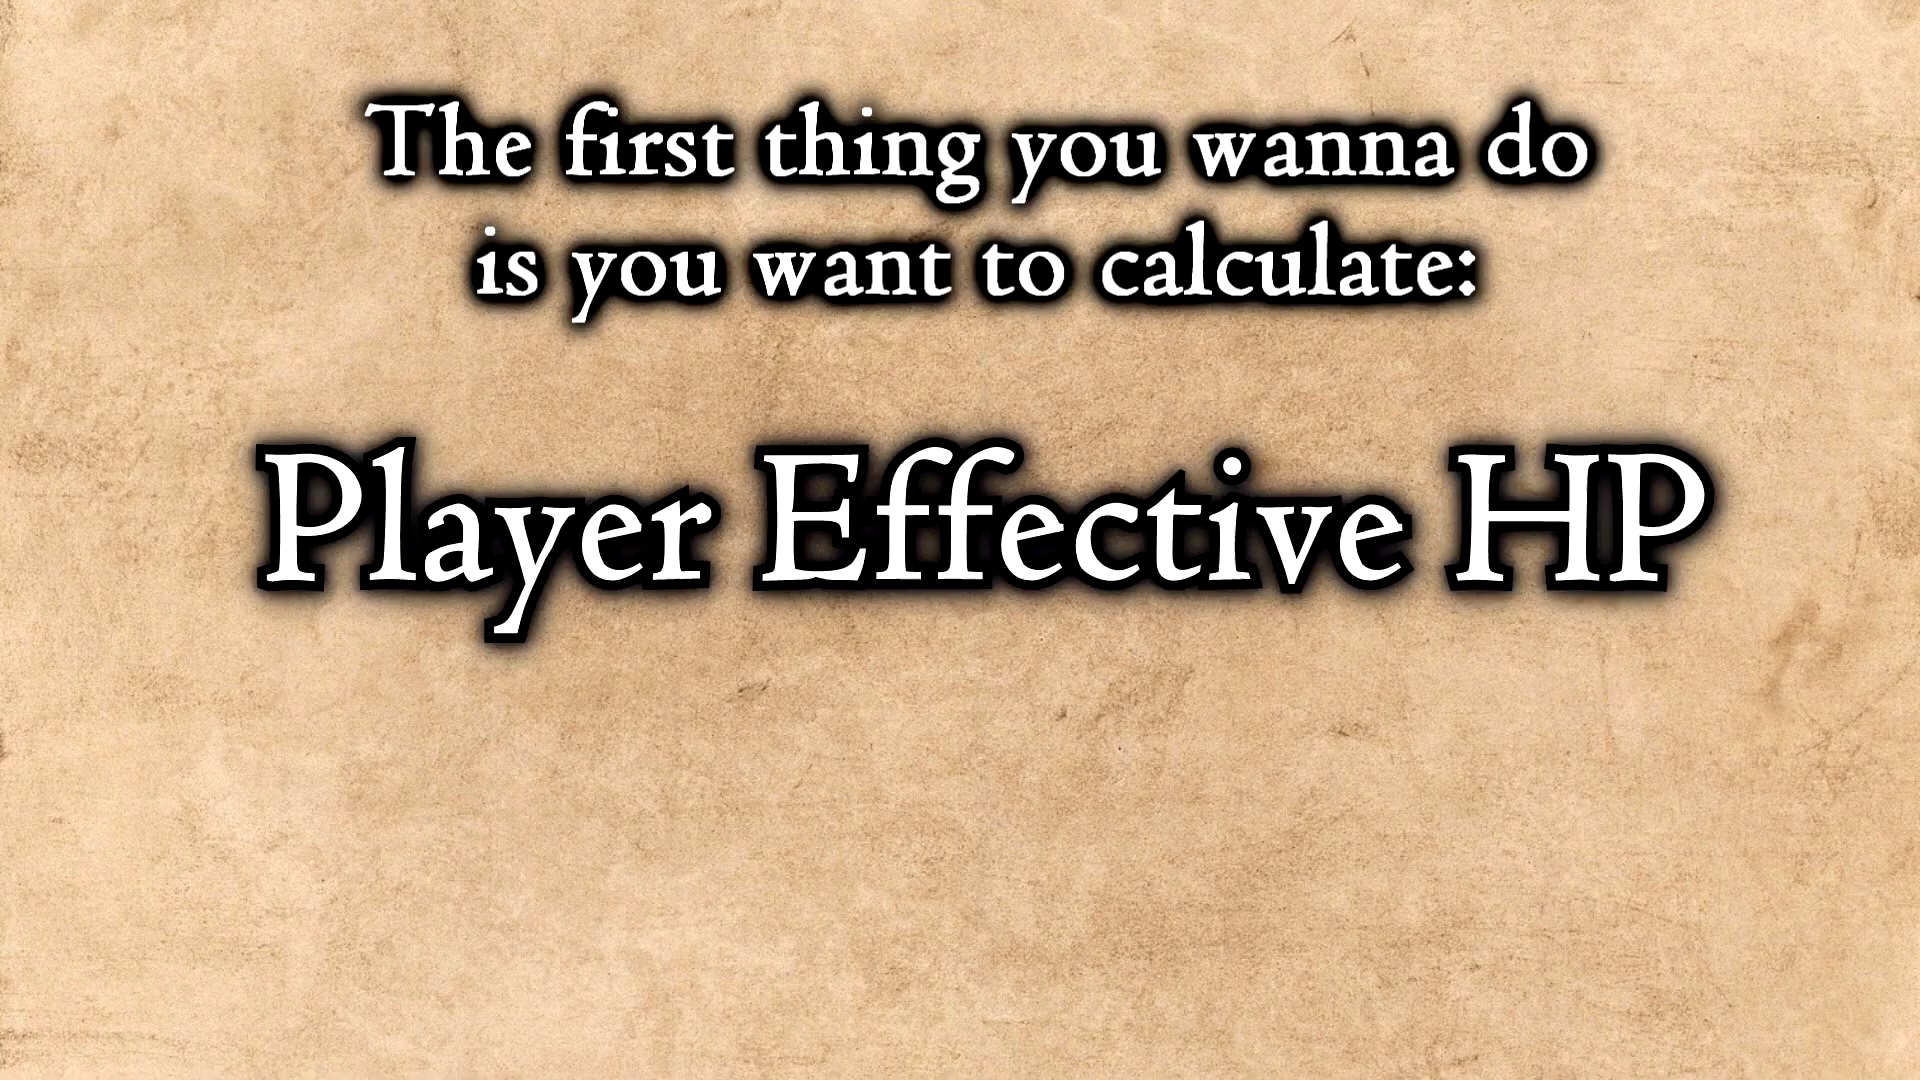 The first thing you wanna do
is you want to calculate:
Player Effective HP